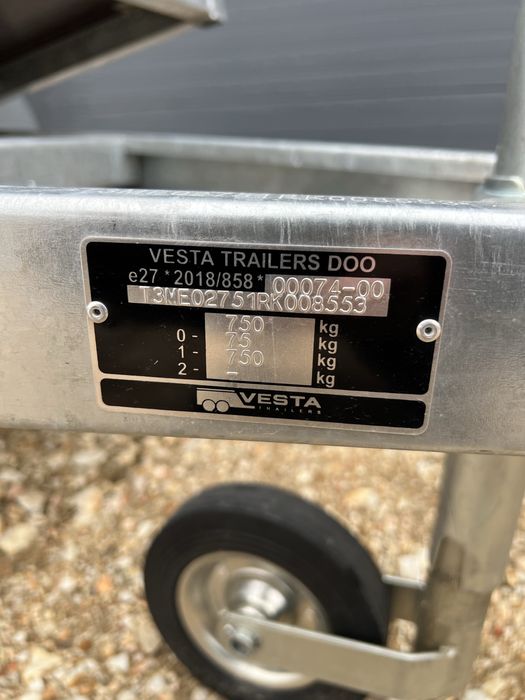 VESTA TRAILERS DOO
e27 *2018/858* 00074-00
T3ME02751RK008553
750 kg
0- 75 kg
1- 750 kg
2- - kg
VESTA
TRAILERS